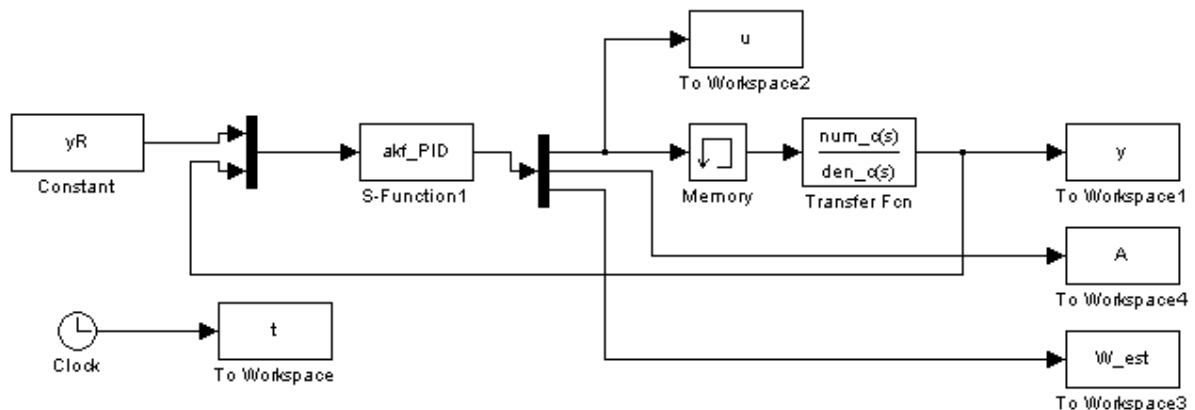 u
To Workspace2
yR
Constant
akf_PID
S-Function1
Memory
num_c(s)
den_c(s)
Transfer Fcn
y
To Workspace1
A
To Workspace4
Clock
t
To Workspace
W_est
To Workspace3